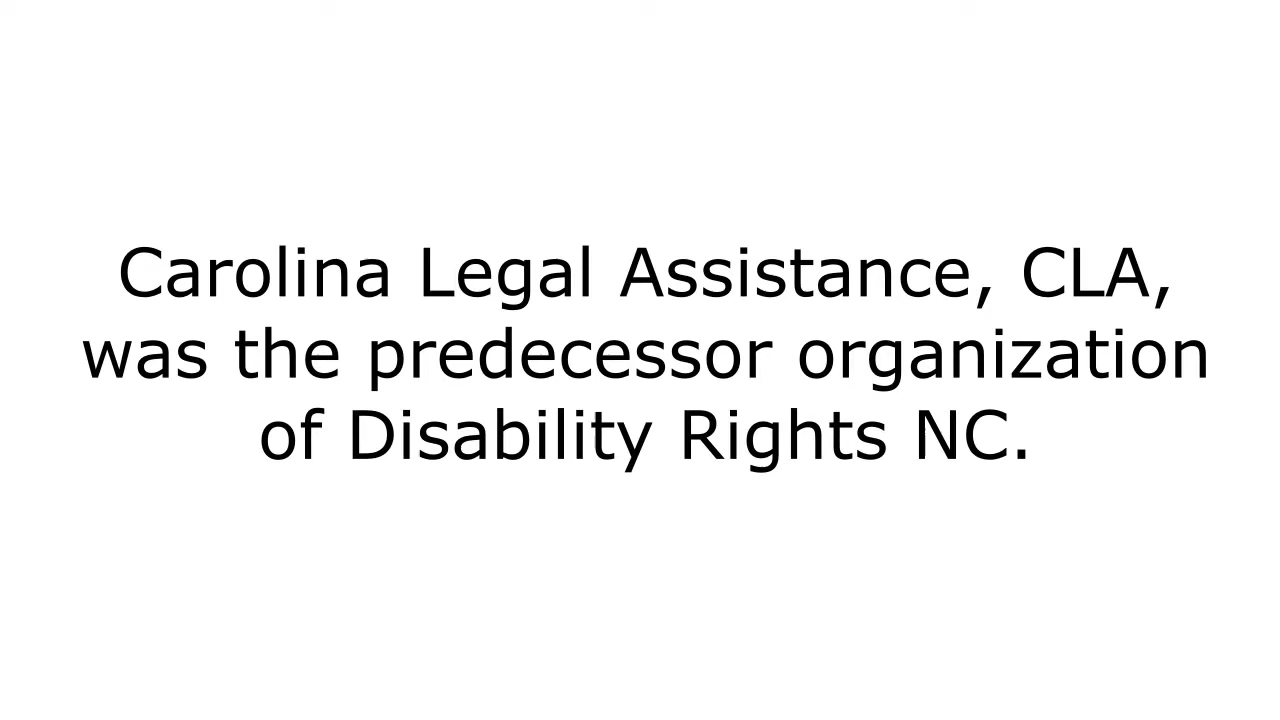 Carolina Legal Assistance, CLA,
was the predecessor organization
of Disability Rights NC.